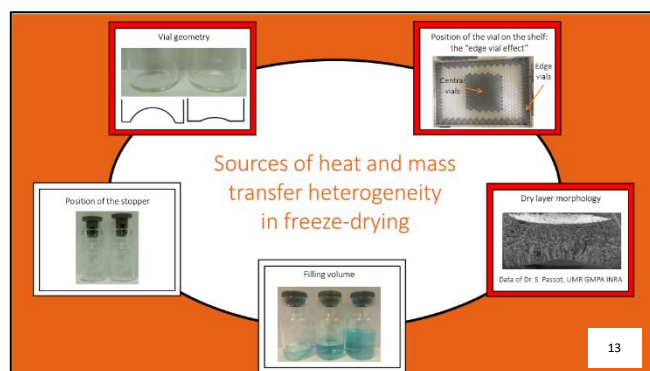 Vial geometry
Position of the vial on the shelf:
the “edge vial effect”
Central
vials
Edge
vials
Sources of heat and mass
transfer heterogeneity
in freeze-drying
Position of the stopper
Dry layer morphology
Data of Dr. S. Passot, UMR GMPA INRA
Filling volume
13